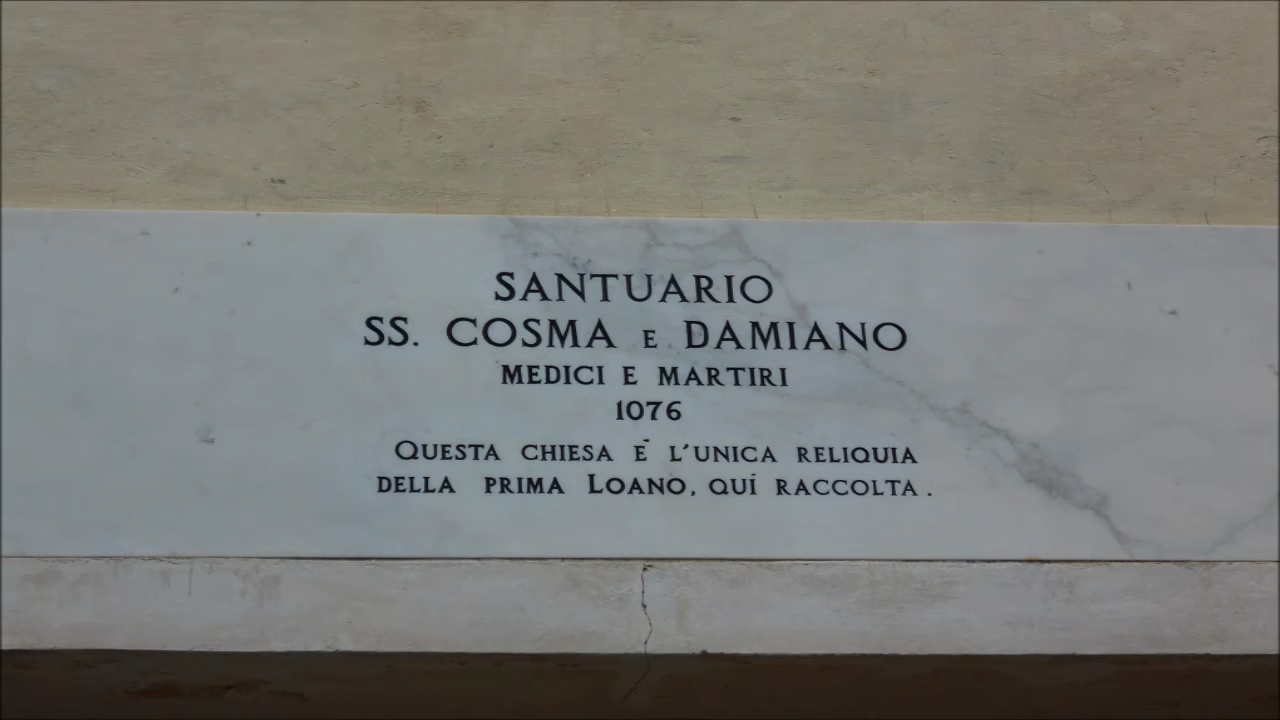 SANTUARIO
SS. COSMA E DAMIANO
MEDICI E MARTIRI
1076
QUESTA CHIESA È L'UNICA RELIQUIA
DELLA PRIMA LOANO, QUÍ RACCOLTA.